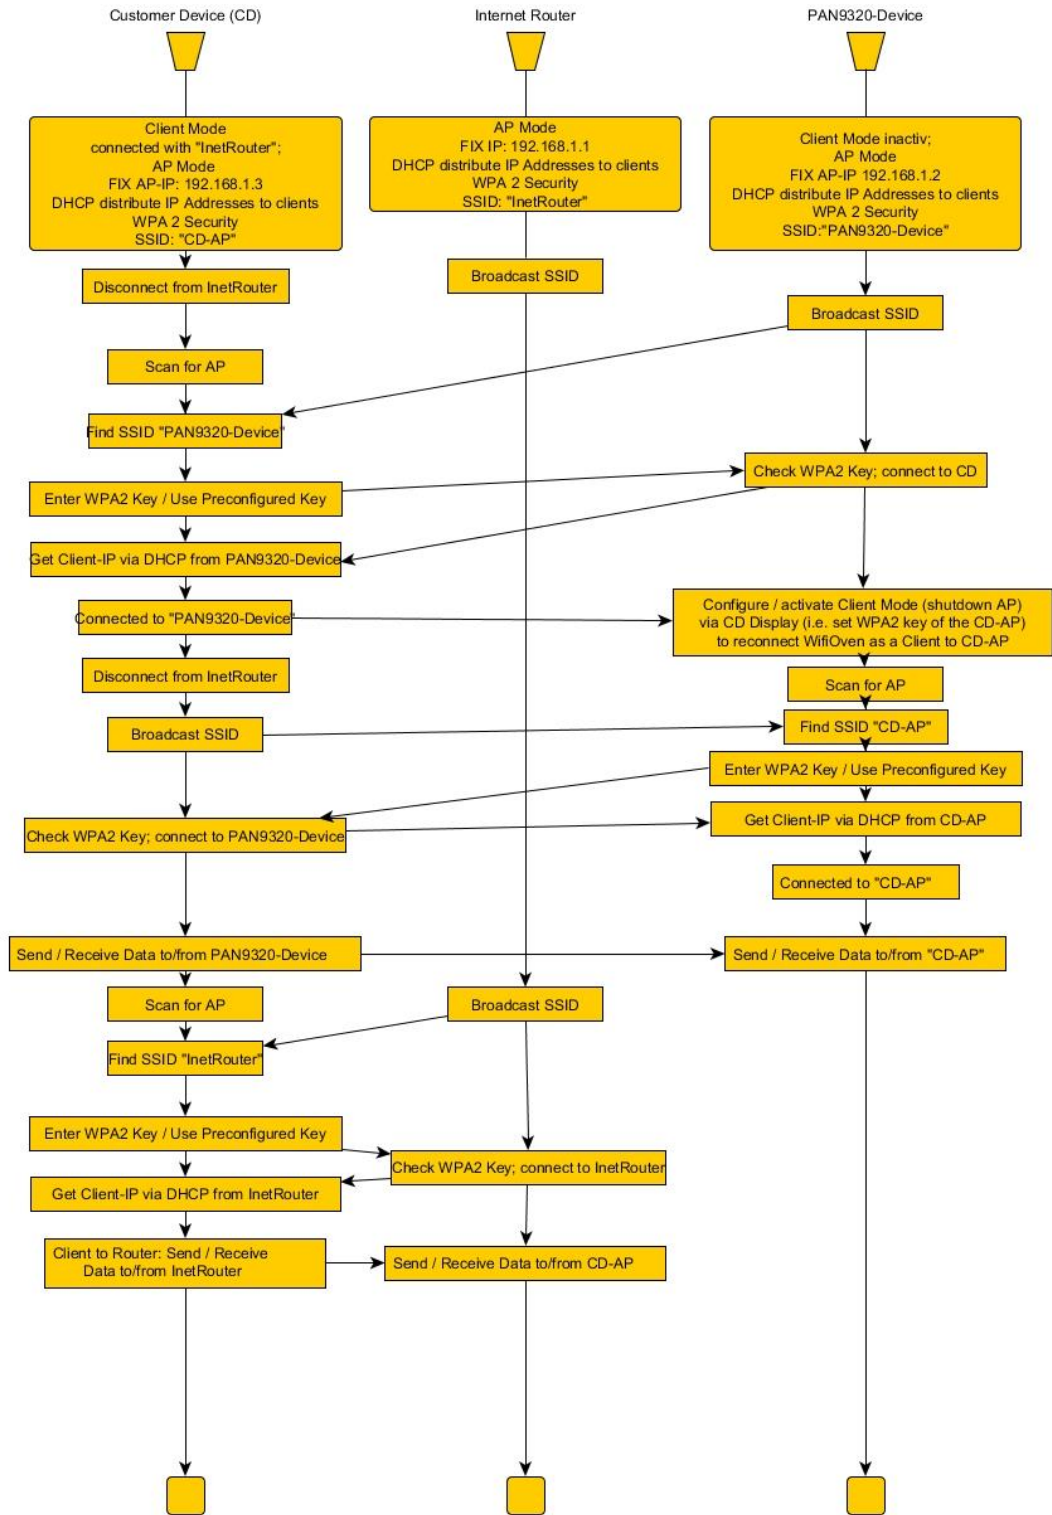 Customer Device (CD)
Internet Router
PAN9320-Device
Client Mode
connected with "InetRouter";
AP Mode
FIX AP-IP: 192.168.1.3
DHCP distribute IP Addresses to clients
WPA 2 Security
SSID: "CD-AP"
AP Mode
FIX IP: 192.168.1.1
DHCP distribute IP Addresses to clients
WPA 2 Security
SSID: "InetRouter"
Client Mode inactiv;
AP Mode
FIX AP-IP 192.168.1.2
DHCP distribute IP Addresses to clients
WPA 2 Security
SSID:"PAN9320-Device"
Disconnect from InetRouter
Broadcast SSID
Broadcast SSID
Scan for AP
Find SSID "PAN9320-Device"
Check WPA2 Key; connect to CD
Enter WPA2 Key / Use Preconfigured Key
Get Client-IP via DHCP from PAN9320-Device
Connected to "PAN9320-Device"
Configure / activate Client Mode (shutdown AP)
via CD Display (i.e. set WPA2 key of the CD-AP)
to reconnect WifiOven as a Client to CD-AP
Disconnect from InetRouter
Scan for AP
Broadcast SSID
Find SSID "CD-AP"
Enter WPA2 Key / Use Preconfigured Key
Check WPA2 Key; connect to PAN9320-Device
Get Client-IP via DHCP from CD-AP
Connected to "CD-AP"
Send / Receive Data to/from PAN9320-Device
Send / Receive Data to/from "CD-AP"
Scan for AP
Broadcast SSID
Find SSID "InetRouter"
Enter WPA2 Key / Use Preconfigured Key
Check WPA2 Key; connect to InetRouter
Get Client-IP via DHCP from InetRouter
Client to Router: Send / Receive
Data to/from InetRouter
Send / Receive Data to/from CD-AP